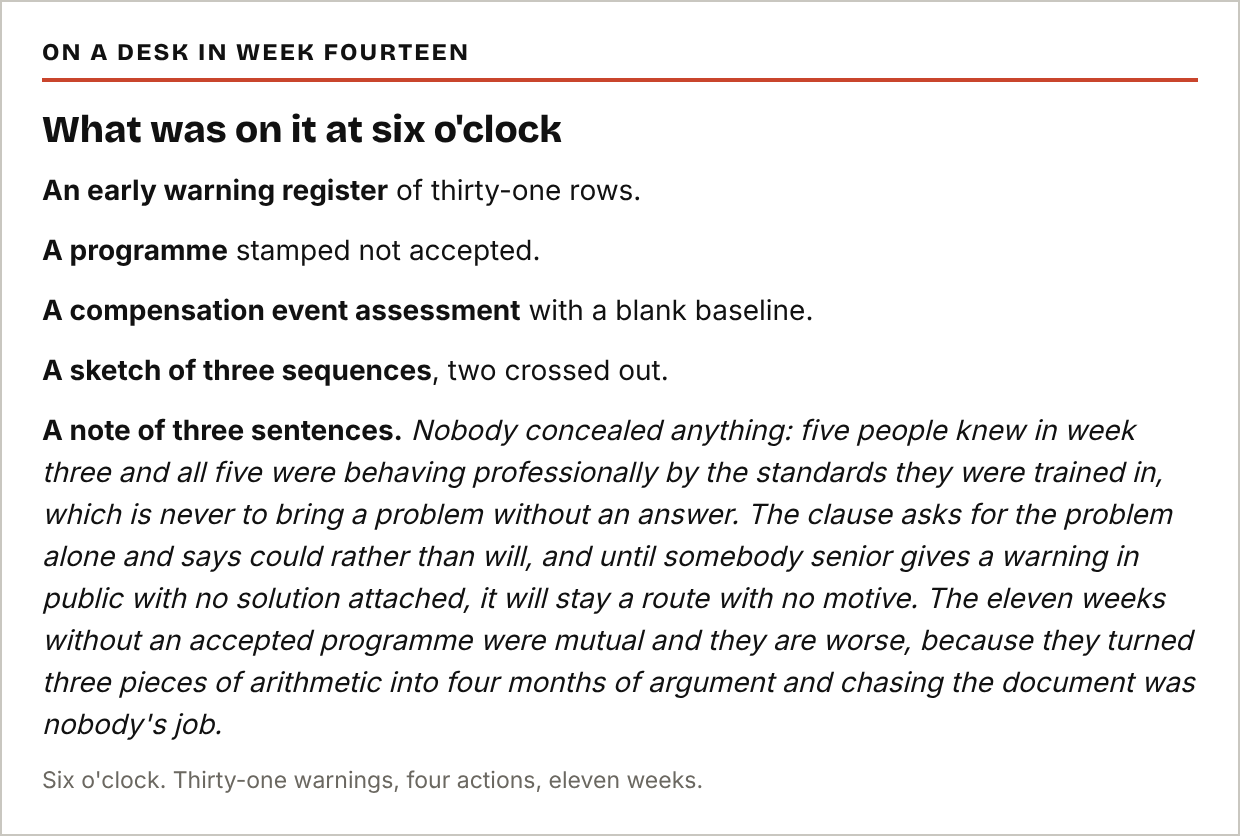 ON A DESK IN WEEK FOURTEEN
What was on it at six o'clock
An early warning register of thirty-one rows.
A programme stamped not accepted.
A compensation event assessment with a blank baseline.
A sketch of three sequences, two crossed out.
A note of three sentences. Nobody concealed anything: five people knew in week
three and all five were behaving professionally by the standards they were trained in,
which is never to bring a problem without an answer. The clause asks for the problem
alone and says could rather than will, and until somebody senior gives a warning in
public with no solution attached, it will stay a route with no motive. The eleven weeks
without an accepted programme were mutual and they are worse, because they turned
three pieces of arithmetic into four months of argument and chasing the document was
nobody's job.
Six o'clock. Thirty-one warnings, four actions, eleven weeks.